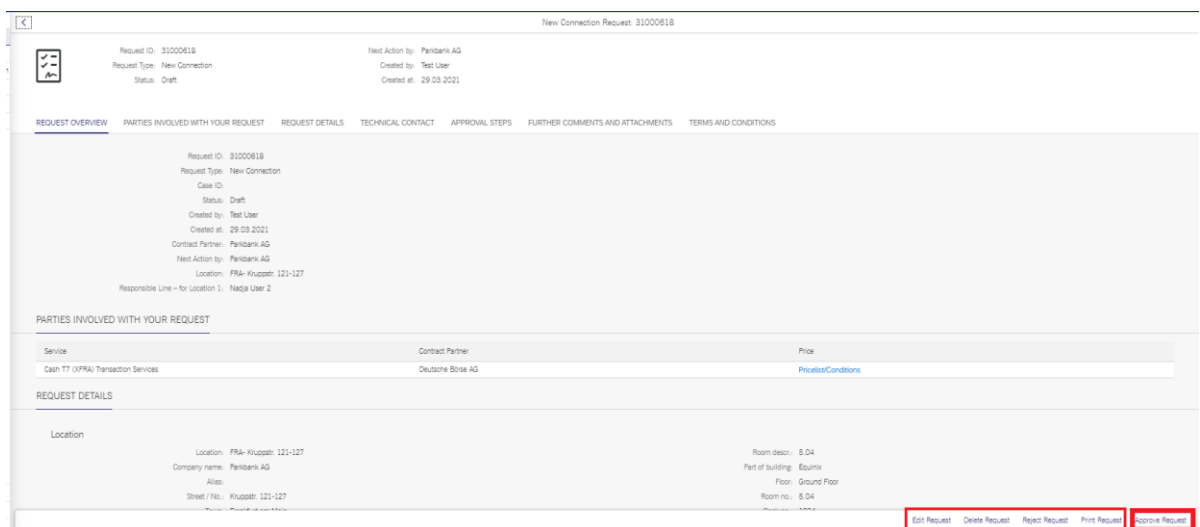 New Connection Request: 31000618
Request ID: 31000618 Next Action by: Parkbank AG
Request Type: New Connection Created by: Test User
Status: Draft Created at: 29.03.2021
REQUEST OVERVIEW PARTIES INVOLVED WITH YOUR REQUEST REQUEST DETAILS TECHNICAL CONTACT APPROVAL STEPS FURTHER COMMENTS AND ATTACHMENTS TERMS AND CONDITIONS
Request ID: 31000618
Request Type: New Connection
Case ID:
Status: Draft
Created by: Test User
Created at: 29.03.2021
Contract Partner: Parkbank AG
Next Action by: Parkbank AG
Location: FRA- Kruppstr. 121-127
Responsible Line – for Location 1: Nadja User 2
PARTIES INVOLVED WITH YOUR REQUEST
Service Contract Partner Price
Cash T7 (XFRA) Transaction Services Deutsche Börse AG Pricelist/Conditions
REQUEST DETAILS
Location
Location: FRA- Kruppstr. 121-127 Room descr.: 5.04
Company name: Parkbank AG Part of building: Equinix
Alias: Floor: Ground Floor
Street / No.: Kruppstr. 121-127 Room no.: 5.04
Edit Request Delete Request Reject Request Print Request Approve Request